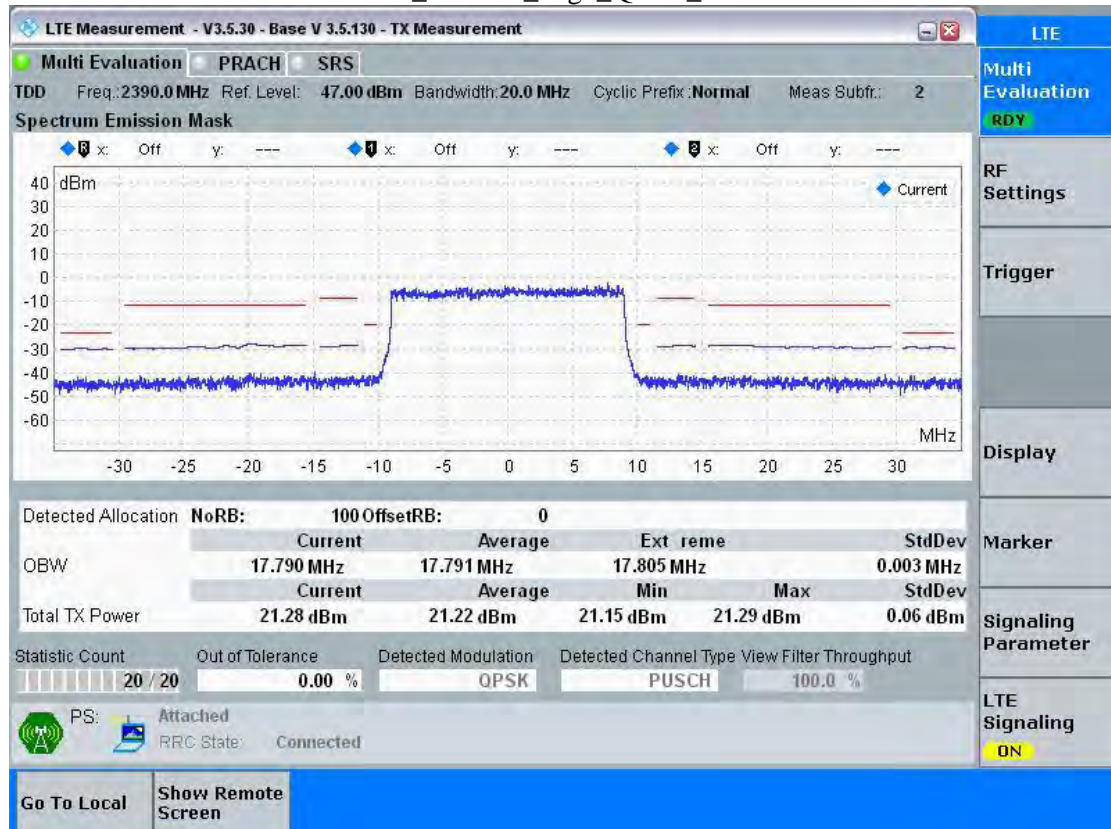 LTE Measurement - V3.5.30 - Base V 3.5.130 - TX Measurement
LTE
Multi Evaluation PRACH SRS
Multi Evaluation
RDY
TDD Freq.:2390.0 MHz Ref. Level: 47.00 dBm Bandwidth:20.0 MHz Cyclic Prefix :Normal Meas Subfr.: 2
Spectrum Emission Mask
R x: Off y: --- 1 x: Off y: --- 2 x: Off y: ---
dBm
Current
40
30
20
10
0
-10
-20
-30
-40
-50
-60
MHz
-30 -25 -20 -15 -10 -5 0 5 10 15 20 25 30
RF
Settings
Trigger
Display
Marker
Signaling
Parameter
LTE
Signaling
ON
Detected Allocation NoRB: 100 OffsetRB: 0
Current Average Ext reme StdDev
OBW 17.790 MHz 17.791 MHz 17.805 MHz 0.003 MHz
Current Average Min Max StdDev
Total TX Power 21.28 dBm 21.22 dBm 21.15 dBm 21.29 dBm 0.06 dBm
Statistic Count Out of Tolerance Detected Modulation Detected Channel Type View Filter Throughput
20 / 20 0.00 % QPSK PUSCH 100.0 %
PS: Attached
RRC State: Connected
Go To Local
Show Remote
Screen